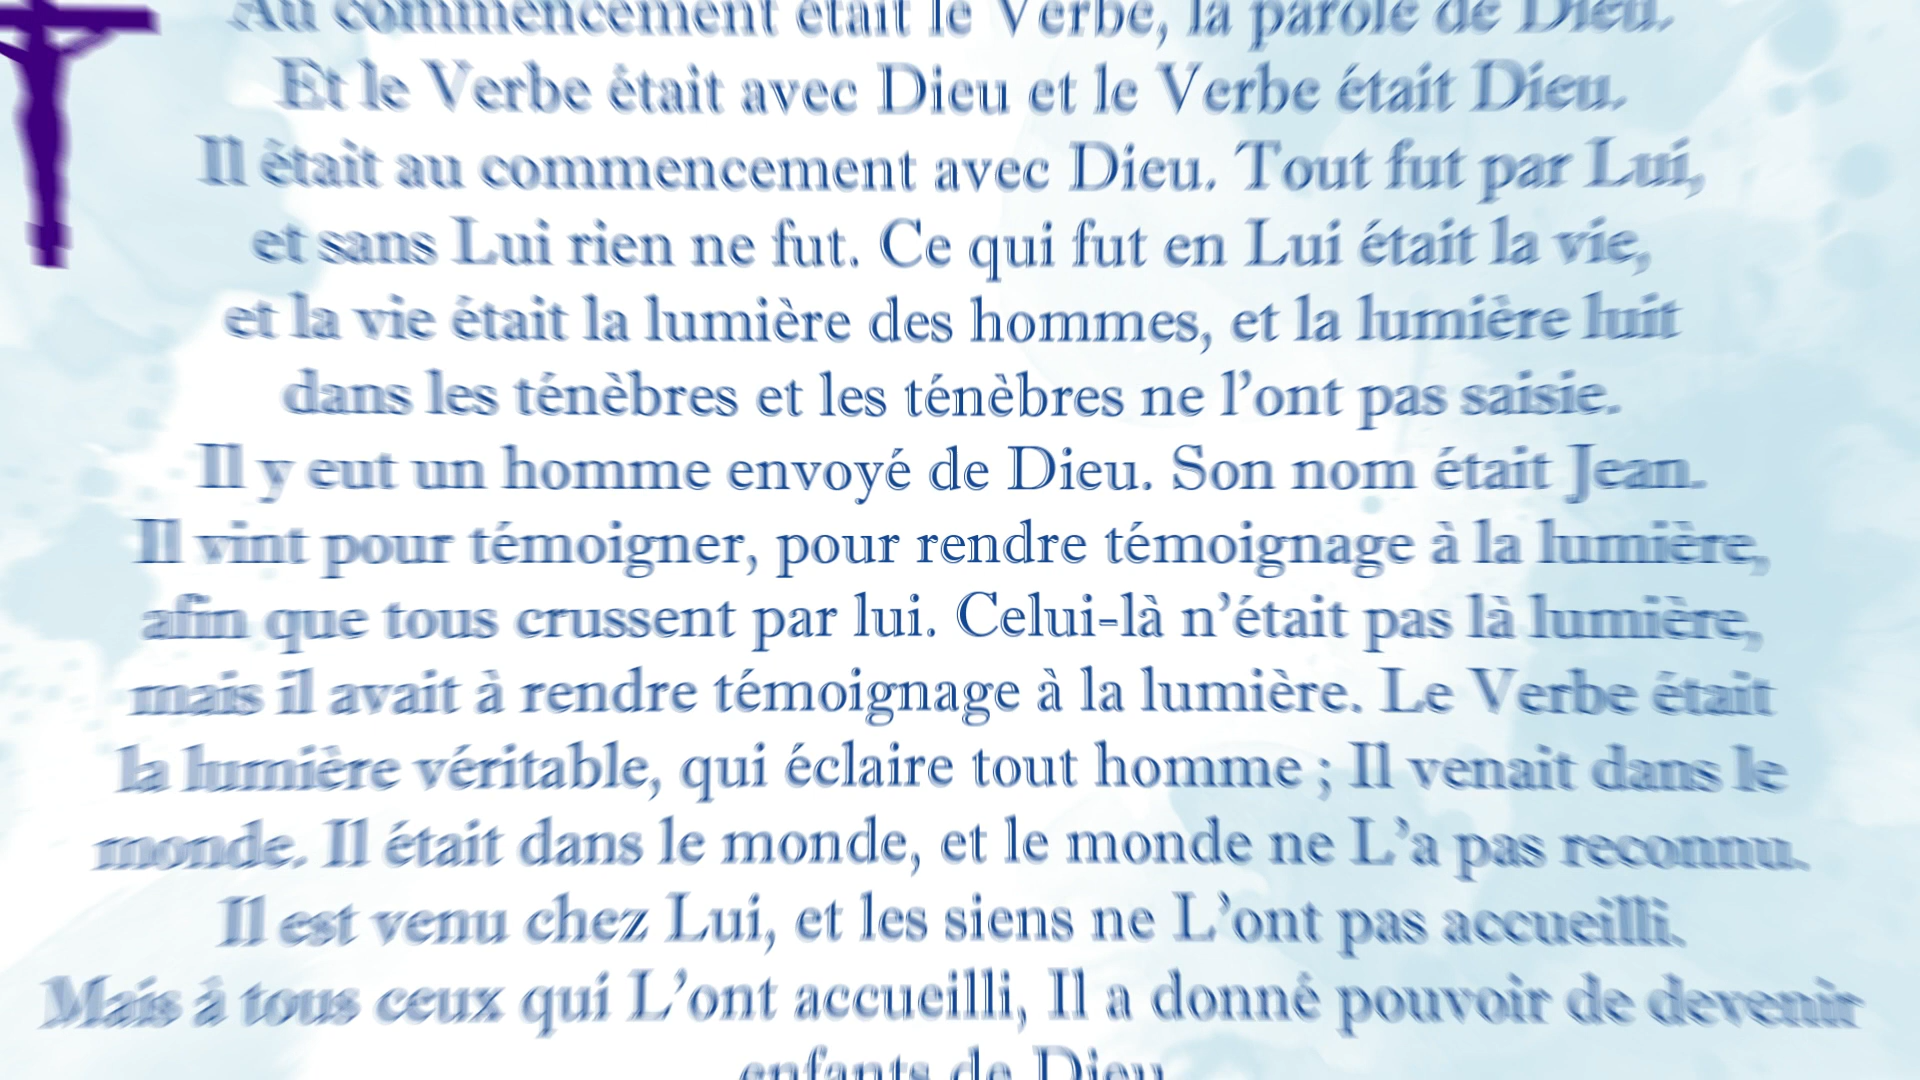 Au commencement était le Verbe, la parole de Dieu.
Et le Verbe était avec Dieu et le Verbe était Dieu.
Il était au commencement avec Dieu. Tout fut par Lui,
et sans Lui rien ne fut. Ce qui fut en Lui était la vie,
et la vie était la lumière des hommes, et la lumière luit
dans les ténèbres et les ténèbres ne l’ont pas saisie.
Il y eut un homme envoyé de Dieu. Son nom était Jean.
Il vint pour témoigner, pour rendre témoignage à la lumière,
afin que tous crussent par lui. Celui-là n’était pas là lumière,
mais il avait à rendre témoignage à la lumière. Le Verbe était
la lumière véritable, qui éclaire tout homme ; Il venait dans le
monde. Il était dans le monde, et le monde ne L’a pas reconnu.
Il est venu chez Lui, et les siens ne L’ont pas accueilli.
Mais à tous ceux qui L’ont accueilli, Il a donné pouvoir de devenir
enfants de Dieu